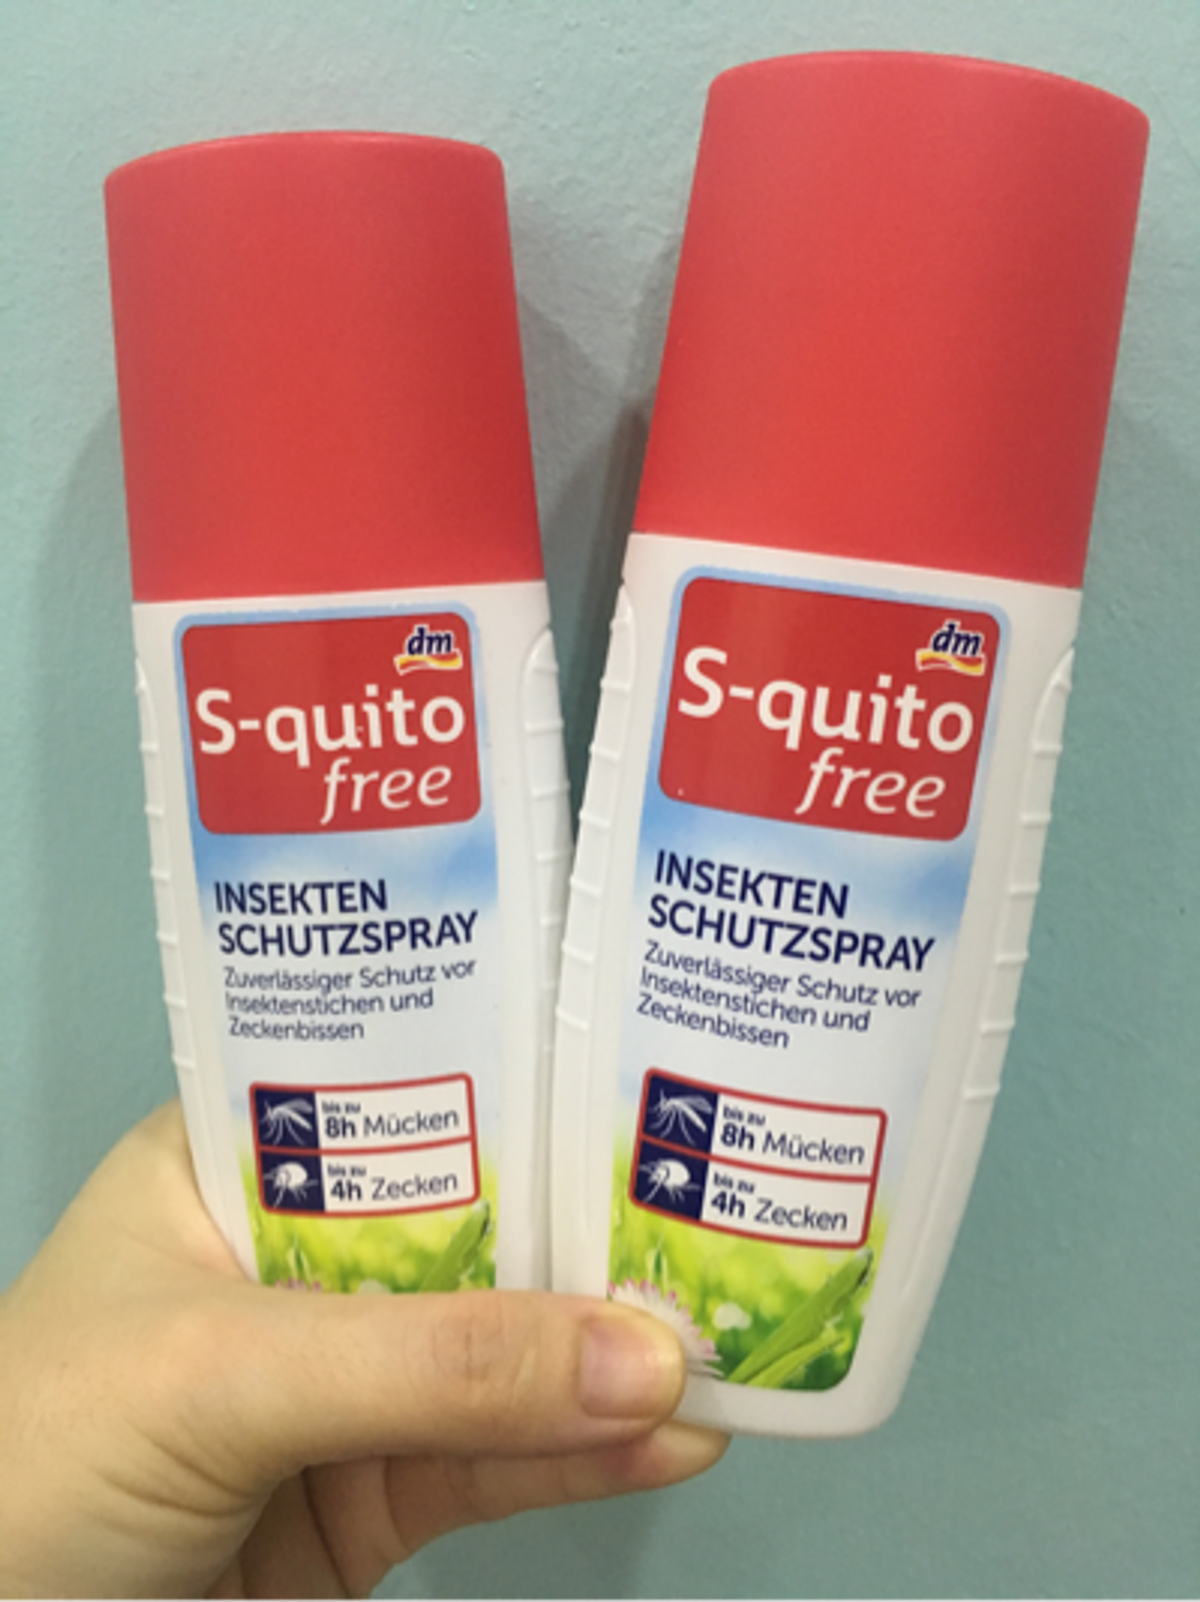 dm
S-quito
free
INSEKTEN
SCHUTZSPRAY
Zuverlässiger Schutz vor
Insektenstichen und
Zeckenbissen
bis zu
8h Mücken
bis zu
4h Zecken
dm
S-quito
free
INSEKTEN
SCHUTZSPRAY
Zuverlässiger Schutz vor
Insektenstichen und
Zeckenbissen
bis zu
8h Mücken
bis zu
4h Zecken